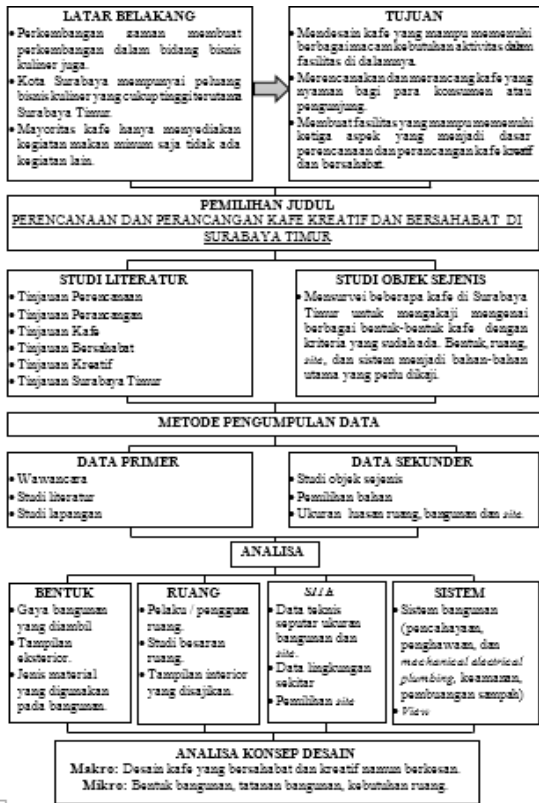 LATAR BELAKANG
• Perkembangan zaman membuat
perkembangan dalam bidang bisnis
kuliner juga.
• Kota Surabaya mempunyai peluang
bisnis kuliner yang cukup tinggi terutama
Surabaya Timur.
• Mayoritas kafe hanya menyediakan
kegiatan makan minum saja tidak ada
kegiatan lain.
TUJUAN
• Mendesain kafe yang mampu memenuhi
berbagai macam kebutuhan aktivitas dalam
fasilitas di dalamnya.
• Merencanakan dan merancang kafe yang
nyaman bagi para konsumen atau
pengunjung.
• Membuat fasilitas yang mampu memenuhi
ketiga aspek yang menjadi dasar
perencanaan dan perancangan kafe kreatif
dan bersahabat.
PEMILIHAN JUDUL
PERENCANAAN DAN PERANCANGAN KAFE KREATIF DAN BERSAHABAT DI
SURABAYA TIMUR
STUDI LITERATUR
• Tinjauan Perencanaan
• Tinjauan Perancangan
• Tinjauan Kafe
• Tinjauan Bersahabat
• Tinjauan Kreatif
• Tinjauan Surabaya Timur
STUDI OBJEK SEJENIS
• Mensurvei beberapa kafe di Surabaya
Timur untuk mengakaji mengenai
berbagai bentuk-bentuk kafe dengan
kriteria yang sudah ada. Bentuk, ruang,
site, dan sistem menjadi bahan-bahan
utama yang perlu dikaji.
METODE PENGUMPULAN DATA
DATA PRIMER
• Wawancara
• Studi literatur
• Studi lapangan
DATA SEKUNDER
• Studi objek sejenis
• Pemilihan bahan
• Ukuran luasan ruang, bangunan dan site.
ANALISA
BENTUK
• Gaya bangunan
yang diambil
• Tampilan
eksterior.
• Jenis material
yang digunakan
pada bangunan.
RUANG
• Pelaku / pengguna
ruang.
• Studi besaran
ruang.
• Tampilan interior
yang disajikan.
SITE
• Data teknis
seputar ukuran
bangunan dan
site.
• Data lingkungan
sekitar
• Pemilihan site
SISTEM
• Sistem bangunan
(pencahayaan,
penghawaan, dan
mechanical electrical
plumbing, keamanan,
pembuangan sampah)
• View
ANALISA KONSEP DESAIN
Makro: Desain kafe yang bersahabat dan kreatif namun berkesan.
Mikro: Bentuk bangunan, tatanan bangunan, kebutuhan ruang.